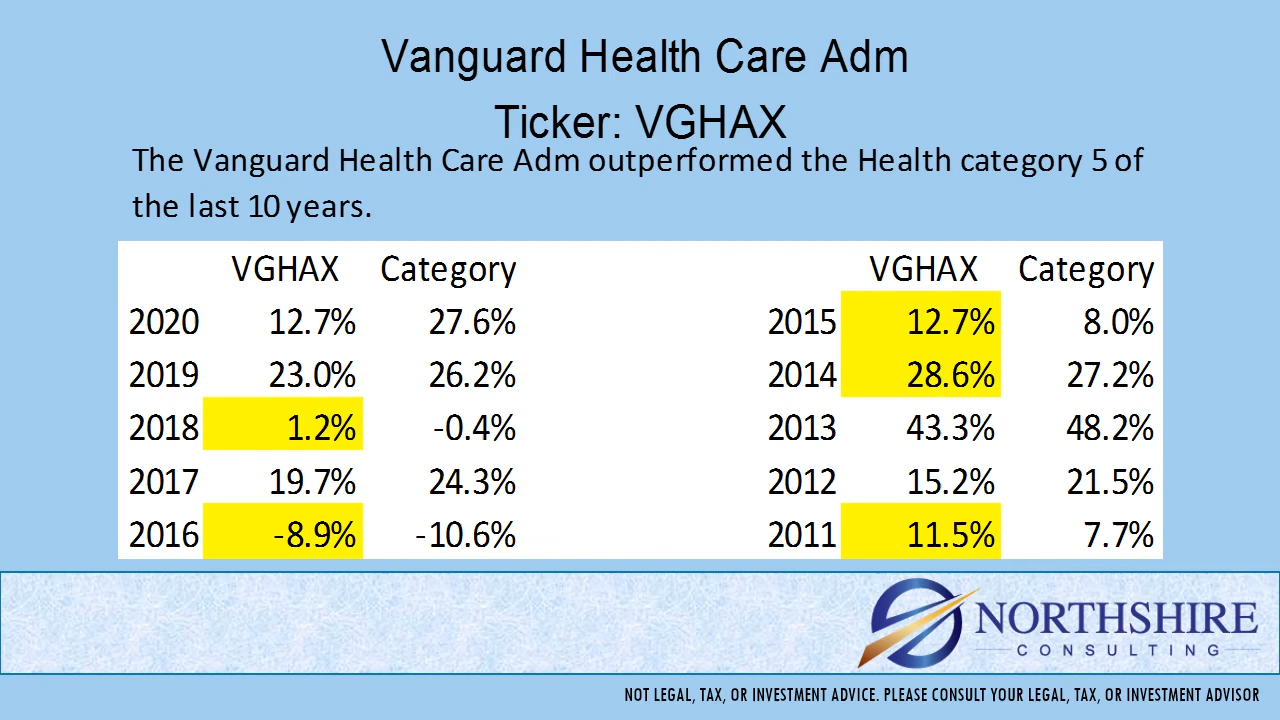 Vanguard Health Care Adm
Ticker: VGHAX
The Vanguard Health Care Adm outperformed the Health category 5 of
the last 10 years.
VGHAX Category VGHAX Category
2020 12.7% 27.6% 2015 12.7% 8.0%
2019 23.0% 26.2% 2014 28.6% 27.2%
2018 1.2% -0.4% 2013 43.3% 48.2%
2017 19.7% 24.3% 2012 15.2% 21.5%
2016 -8.9% -10.6% 2011 11.5% 7.7%
NORTHSHIRE
CONSULTING
NOT LEGAL, TAX, OR INVESTMENT ADVICE. PLEASE CONSULT YOUR LEGAL, TAX, OR INVESTMENT ADVISOR